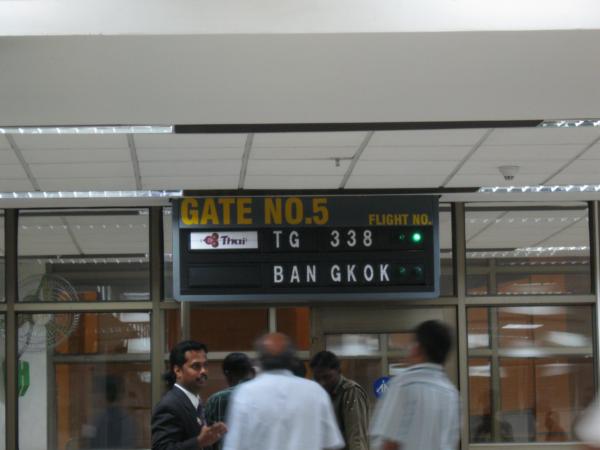 GATE NO.5
FLIGHT NO.
Thai TG 338
BAN GKOK